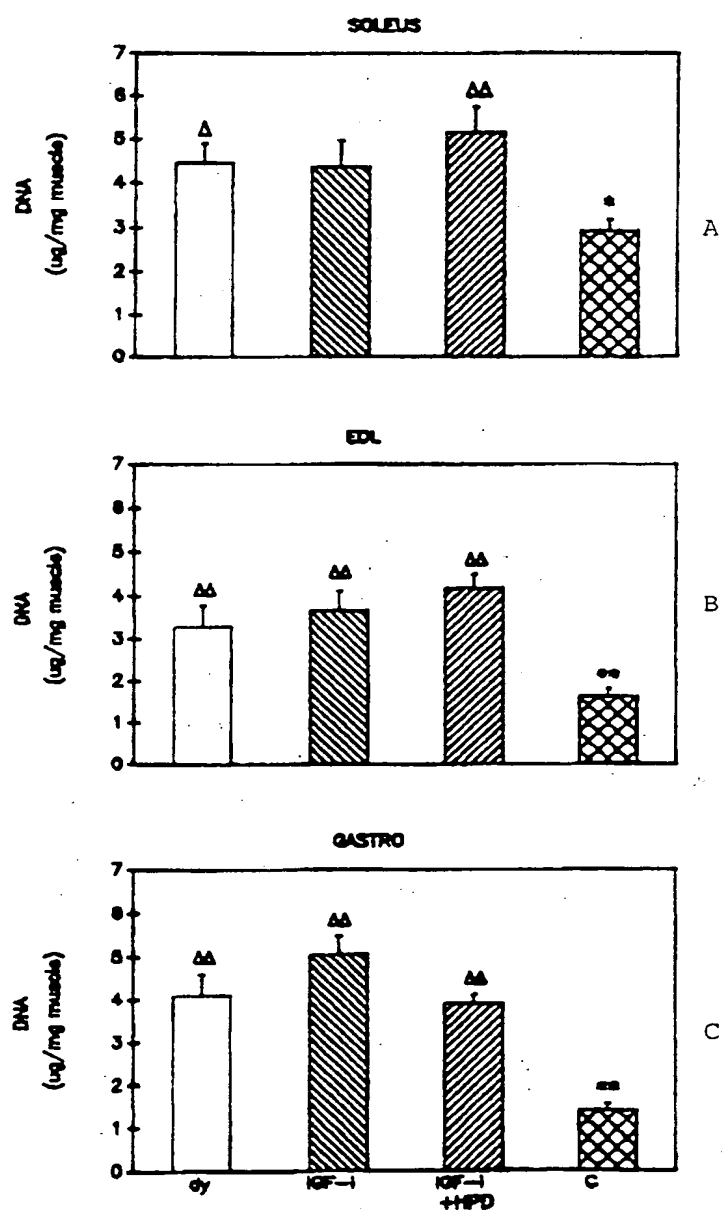 SOLEUS
7
6
5
4
3
2
1
0
DNA
(ug/mg muscle)
Δ
ΔΔ
*
A
EDL
7
6
5
4
3
2
1
0
DNA
(ug/mg muscle)
ΔΔ
ΔΔ
ΔΔ
**
B
GASTRO
7
6
5
4
3
2
1
0
DNA
(ug/mg muscle)
ΔΔ
ΔΔ
ΔΔ
**
C
dy
IGF-I
IGF-I
+HPD
C